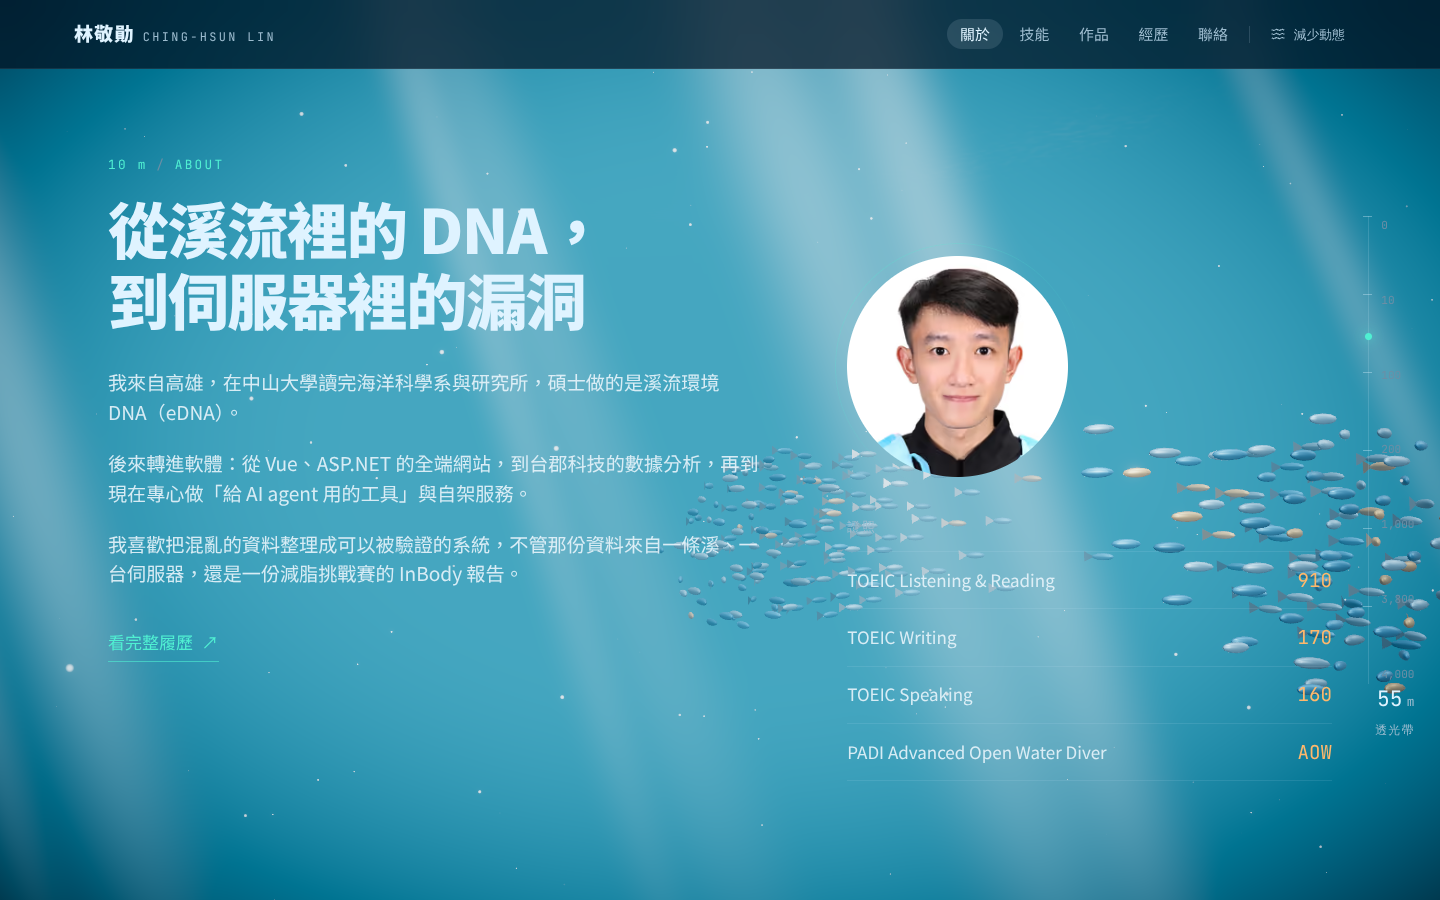 林敬勛 CHING-HSUN LIN
關於 技能 作品 經歷 聯絡 減少動態
10 m / ABOUT
從溪流裡的 DNA，
到伺服器裡的漏洞
我來自高雄，在中山大學讀完海洋科學系與研究所，碩士做的是溪流環境
DNA（eDNA）。
後來轉進軟體：從 Vue、ASP.NET 的全端網站，到台郡科技的數據分析，再到
現在專心做「給 AI agent 用的工具」與自架服務。
我喜歡把混亂的資料整理成可以被驗證的系統，不管那份資料來自一條溪、一
台伺服器，還是一份減脂挑戰賽的 InBody 報告。
看完整履歷 ↗
TOEIC Listening & Reading 910
TOEIC Writing 170
TOEIC Speaking 160
PADI Advanced Open Water Diver AOW
0
10
1,000
55 m
透光帶